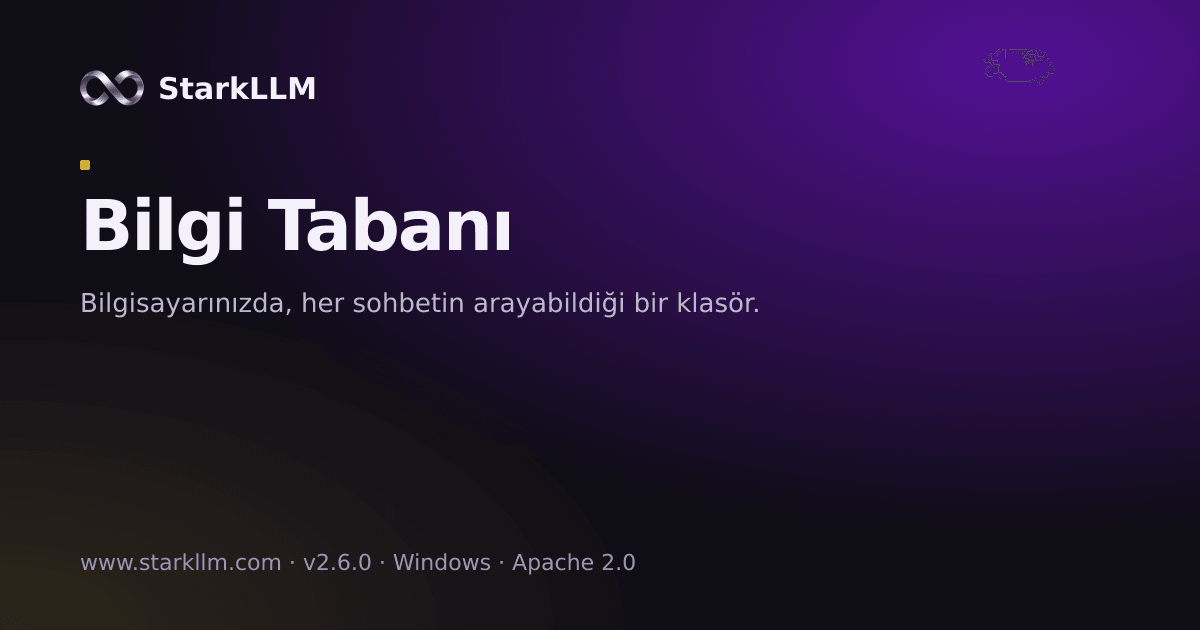 StarkLLM
Bilgi Tabanı
Bilgisayarınızda, her sohbetin arayabildiği bir klasör.
www.starkllm.com · v2.6.0 · Windows · Apache 2.0